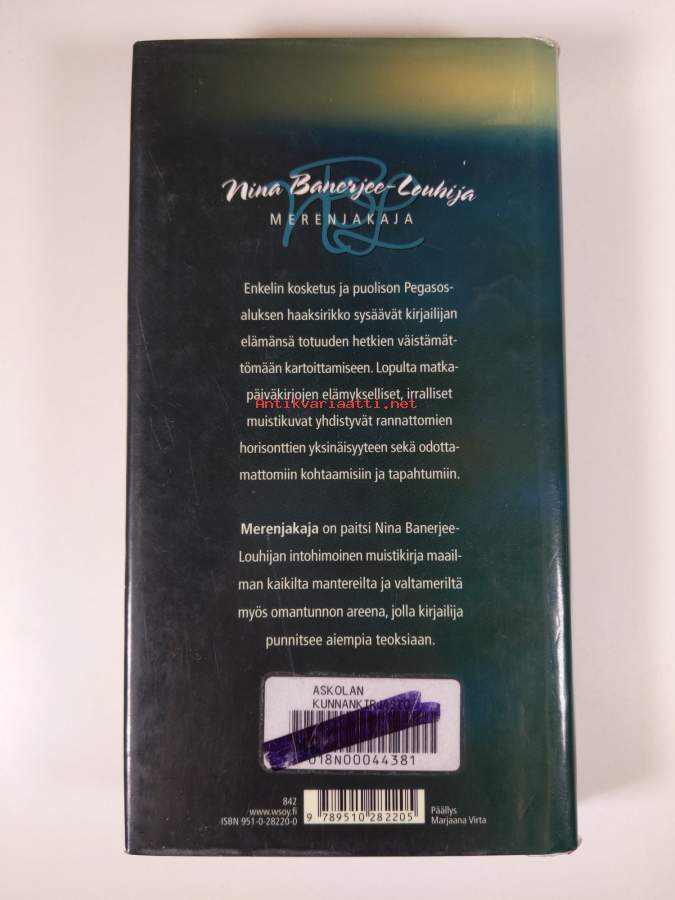 Nina Banerjee-Louhija
MERENJAKAJA
Enkelin kosketus ja puolison Pegasos-
aluksen haaksirikko sysäävät kirjailijan
elämänsä totuuden hetkien väistämät-
tömään kartoittamiseen. Lopulta matka-
päiväkirjojen elämykselliset, irralliset
Antikvariaatti.net
muistikuvat yhdistyvät rannattomien
horisonttien yksinäisyyteen sekä odotta-
mattomiin kohtaamisiin ja tapahtumiin.
Merenjakaja on paitsi Nina Banerjee-
Louhijan intohimoinen muistikirja maail-
man kaikilta mantereilta ja valtameriltä
myös omantunnon areena, jolla kirjailija
punnitsee aiempia teoksiaan.
ASKOLAN
KUNNANKIRJASTO
018N00044381
842
www.wsoy.fi
ISBN 951-0-28220-0
9 789510 282205
Päällys
Marjaana Virta